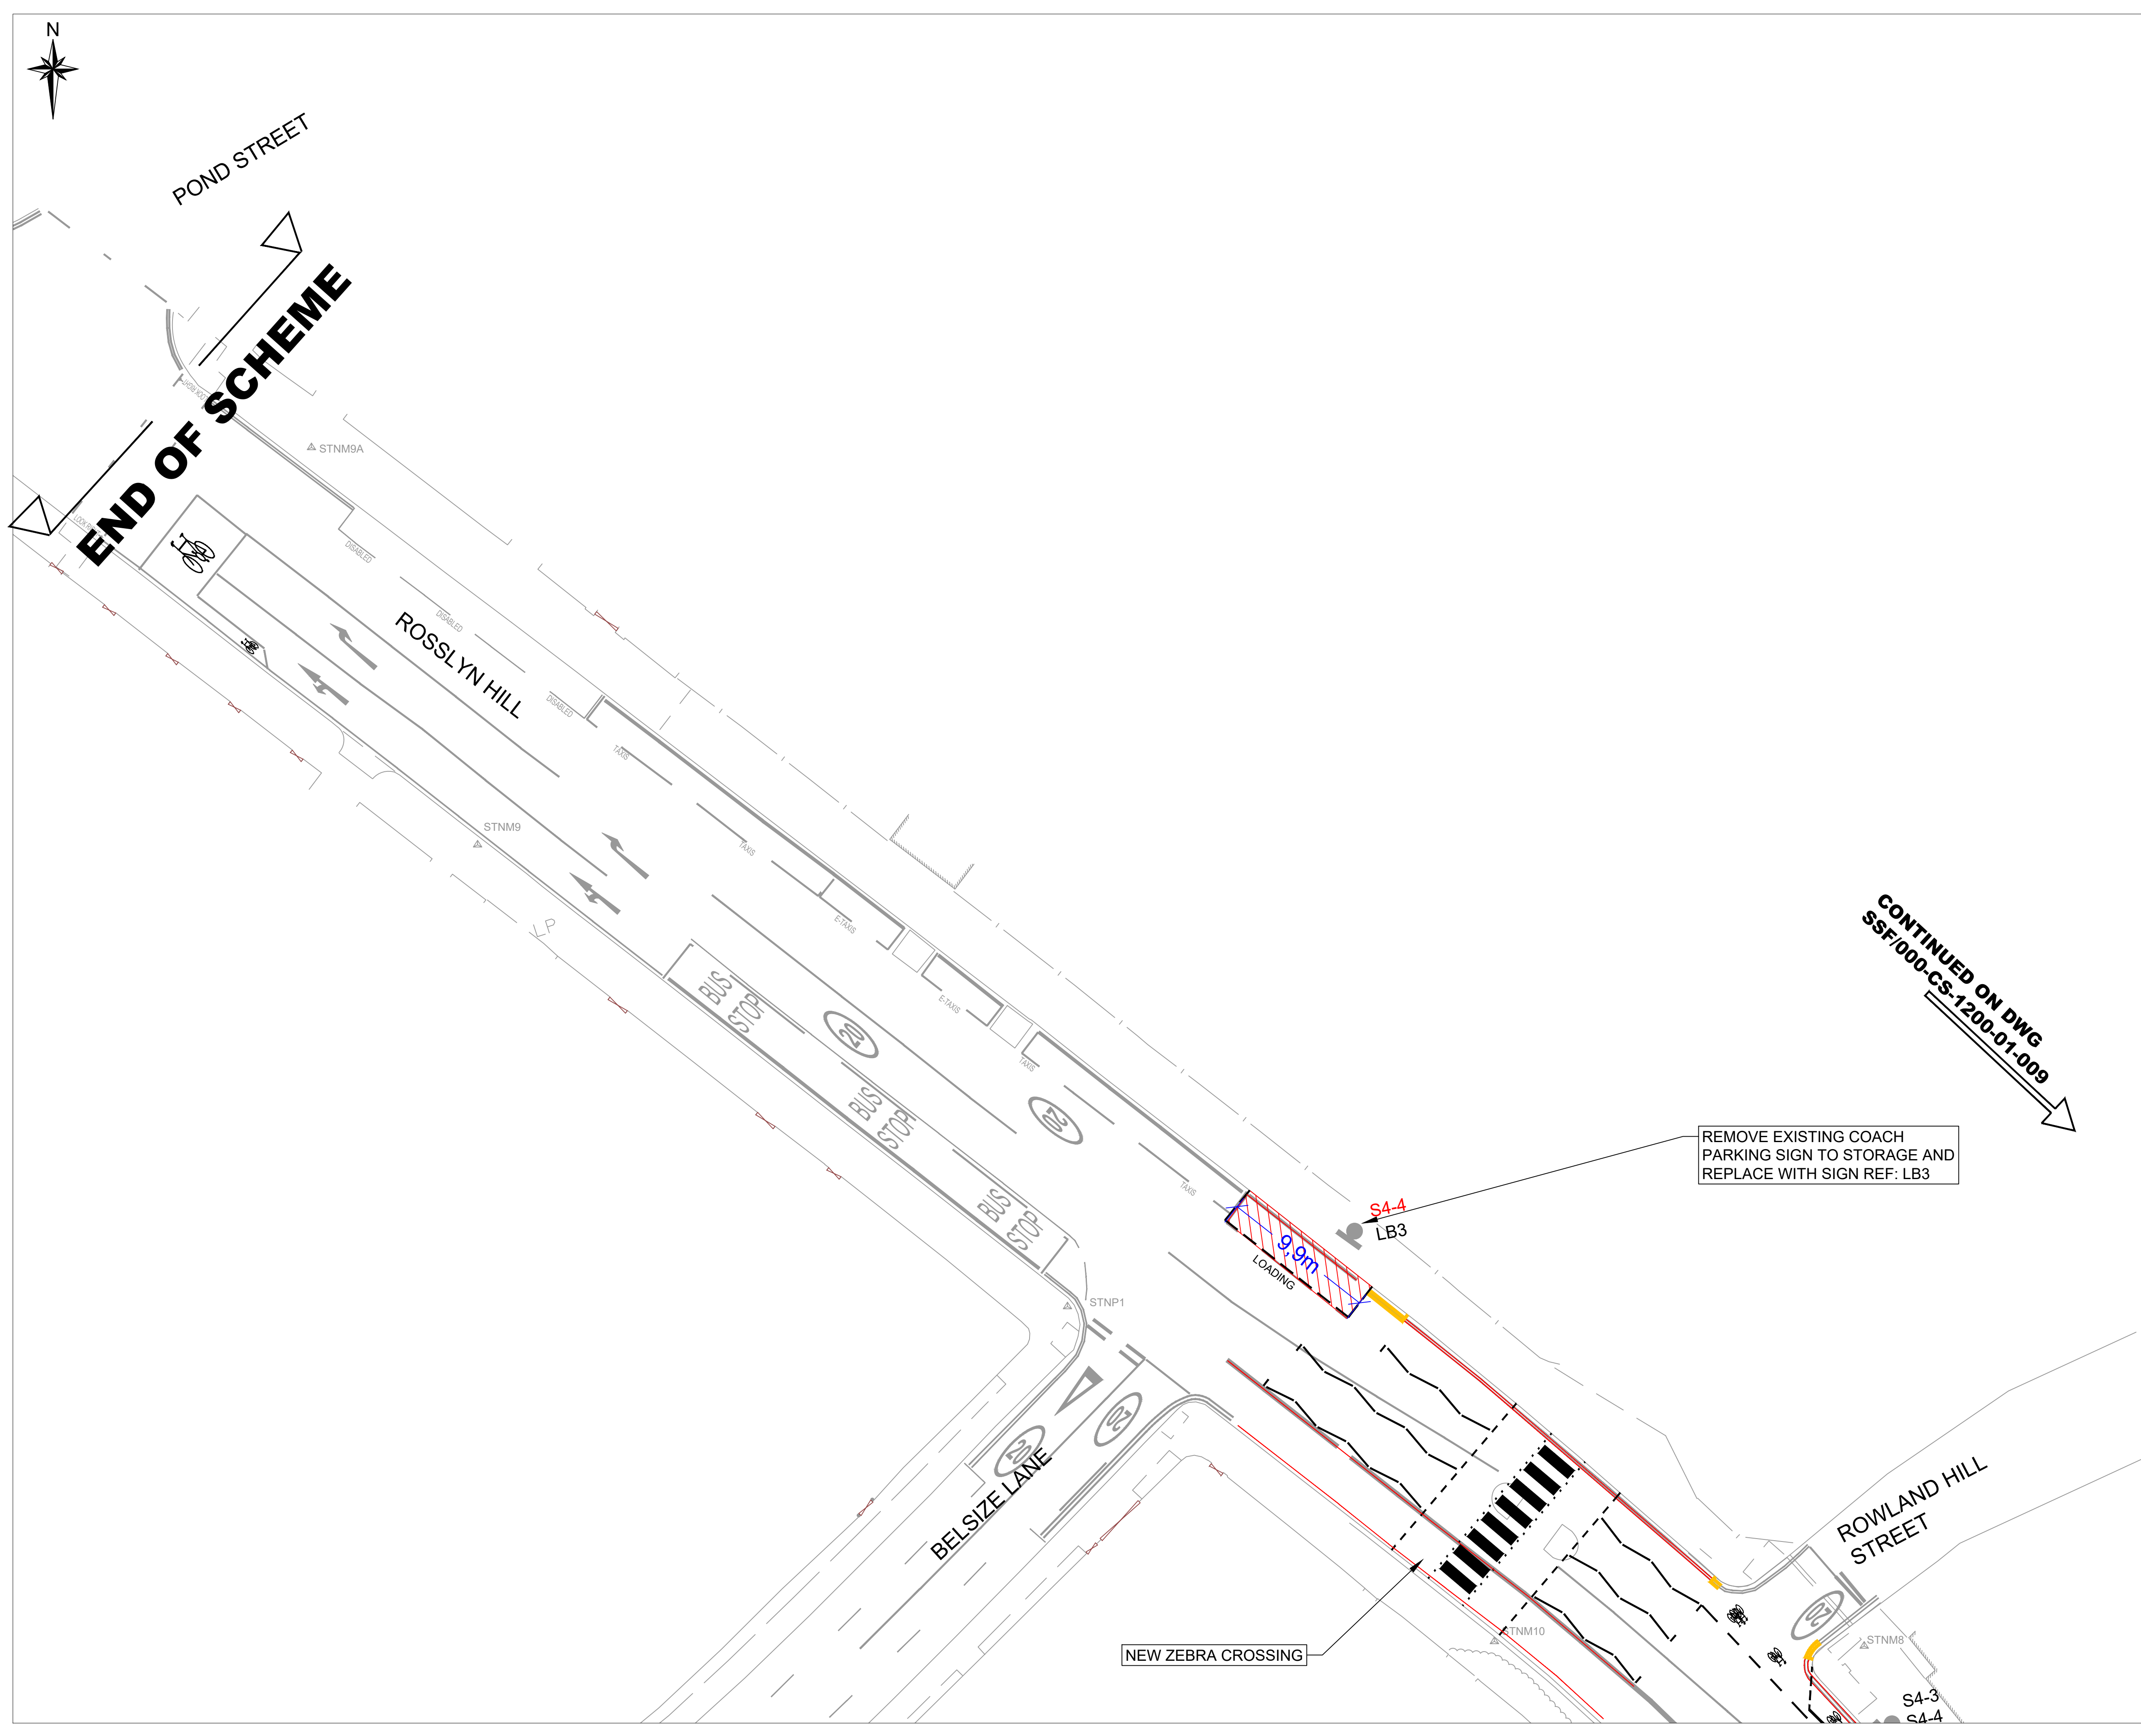 N
POND STREET
END OF SCHEME
LOOK RIGHT
STNM9A
DISABLED
DISABLED
DISABLED
ROSSLYN HILL
TAXIS
TAXIS
STNM9
E-TAXIS
LP
E-TAXIS
TAXIS
BUS
STOP
20
BUS
STOP
20
BUS
STOP
TAXIS
CONTINUED ON DWG
SSF/000-CS-1200-01-009
REMOVE EXISTING COACH
PARKING SIGN TO STORAGE AND
REPLACE WITH SIGN REF: LB3
S4-4
LB3
9,9m
LOADING
STNP1
20
20
BELSIZE LANE
ROWLAND HILL
STREET
20
NEW ZEBRA CROSSING
STNM10
STNM8
S4-3
S4-4